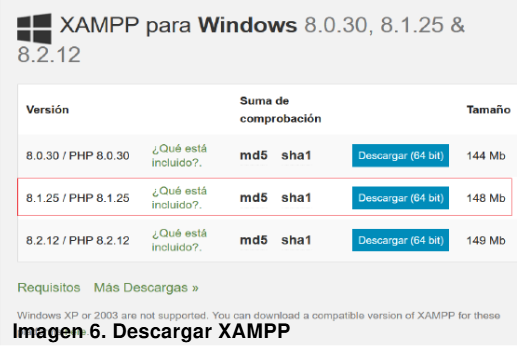 XAMPP para Windows 8.0.30, 8.1.25 &
8.2.12
Versión Suma de comprobación Tamaño
8.0.30 / PHP 8.0.30 ¿Qué está incluido?. md5 sha1 Descargar (64 bit) 144 Mb
8.1.25 / PHP 8.1.25 ¿Qué está incluido?. md5 sha1 Descargar (64 bit) 148 Mb
8.2.12 / PHP 8.2.12 ¿Qué está incluido?. md5 sha1 Descargar (64 bit) 149 Mb
Requisitos Más Descargas »
Windows XP or 2003 are not supported. You can download a compatible version of XAMPP for these
Imagen 6. Descargar XAMPP